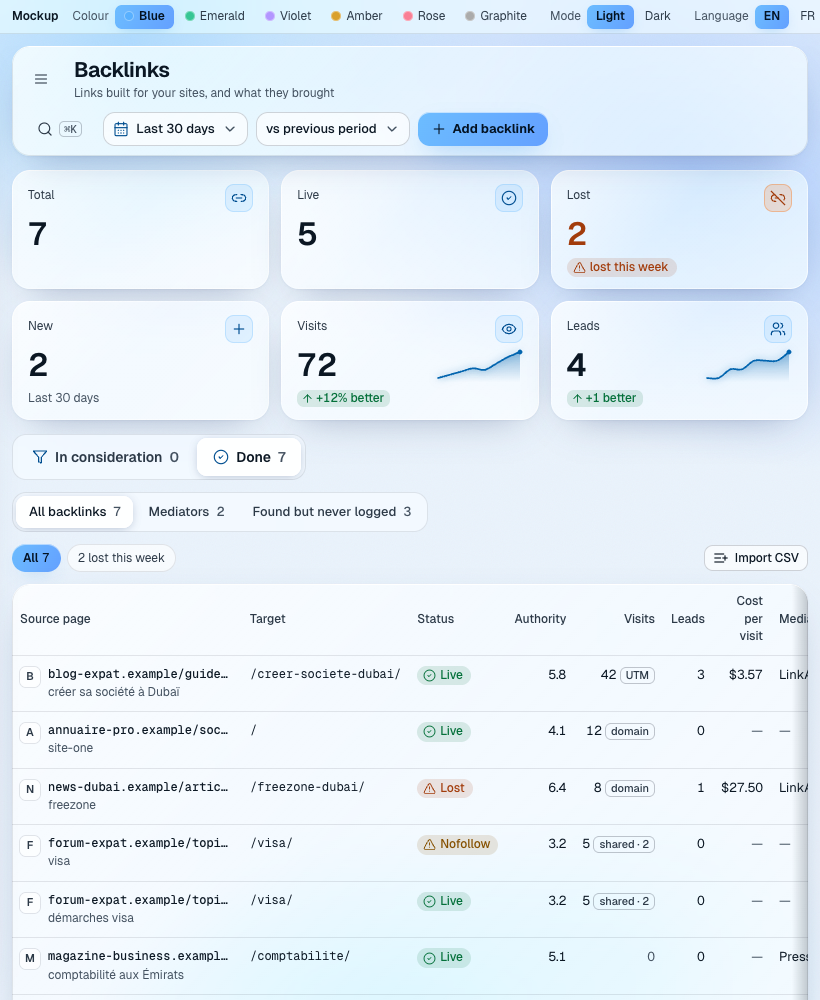 Mockup Colour Blue Emerald Violet Amber Rose Graphite Mode Light Dark Language EN FR
Backlinks
Links built for your sites, and what they brought
⌘K Last 30 days vs previous period Add backlink
Total
7
Live
5
Lost
2
lost this week
New
2
Last 30 days
Visits
72
+12% better
Leads
4
+1 better
In consideration 0 Done 7
All backlinks 7 Mediators 2 Found but never logged 3
All 7 2 lost this week Import CSV
Source page Target Status Authority Visits Leads Cost per visit Media
B blog-expat.example/guide… /creer-societe-dubai/ Live 5.8 42 UTM 3 $3.57 LinkA
créer sa société à Dubaï
A annuaire-pro.example/soc… / Live 4.1 12 domain 0 — —
site-one
N news-dubai.example/artic… /freezone-dubai/ Lost 6.4 8 domain 1 $27.50 LinkA
freezone
F forum-expat.example/topi… /visa/ Nofollow 3.2 5 shared · 2 0 — —
visa
F forum-expat.example/topi… /visa/ Live 3.2 5 shared · 2 0 — —
démarches visa
M magazine-business.exampl… /comptabilite/ Live 5.1 0 0 — Press
comptabilité aux Émirats